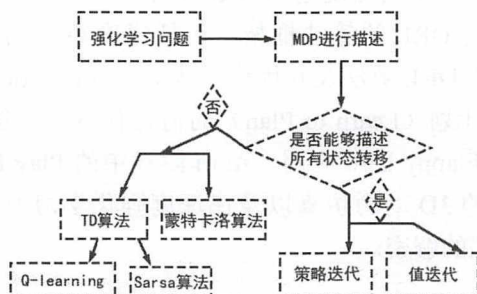 强化学习问题
MDP进行描述
否
是否能够描述
所有状态转移
是
TD算法
蒙特卡洛算法
Q-learning
Sarsa算法
策略迭代
值迭代